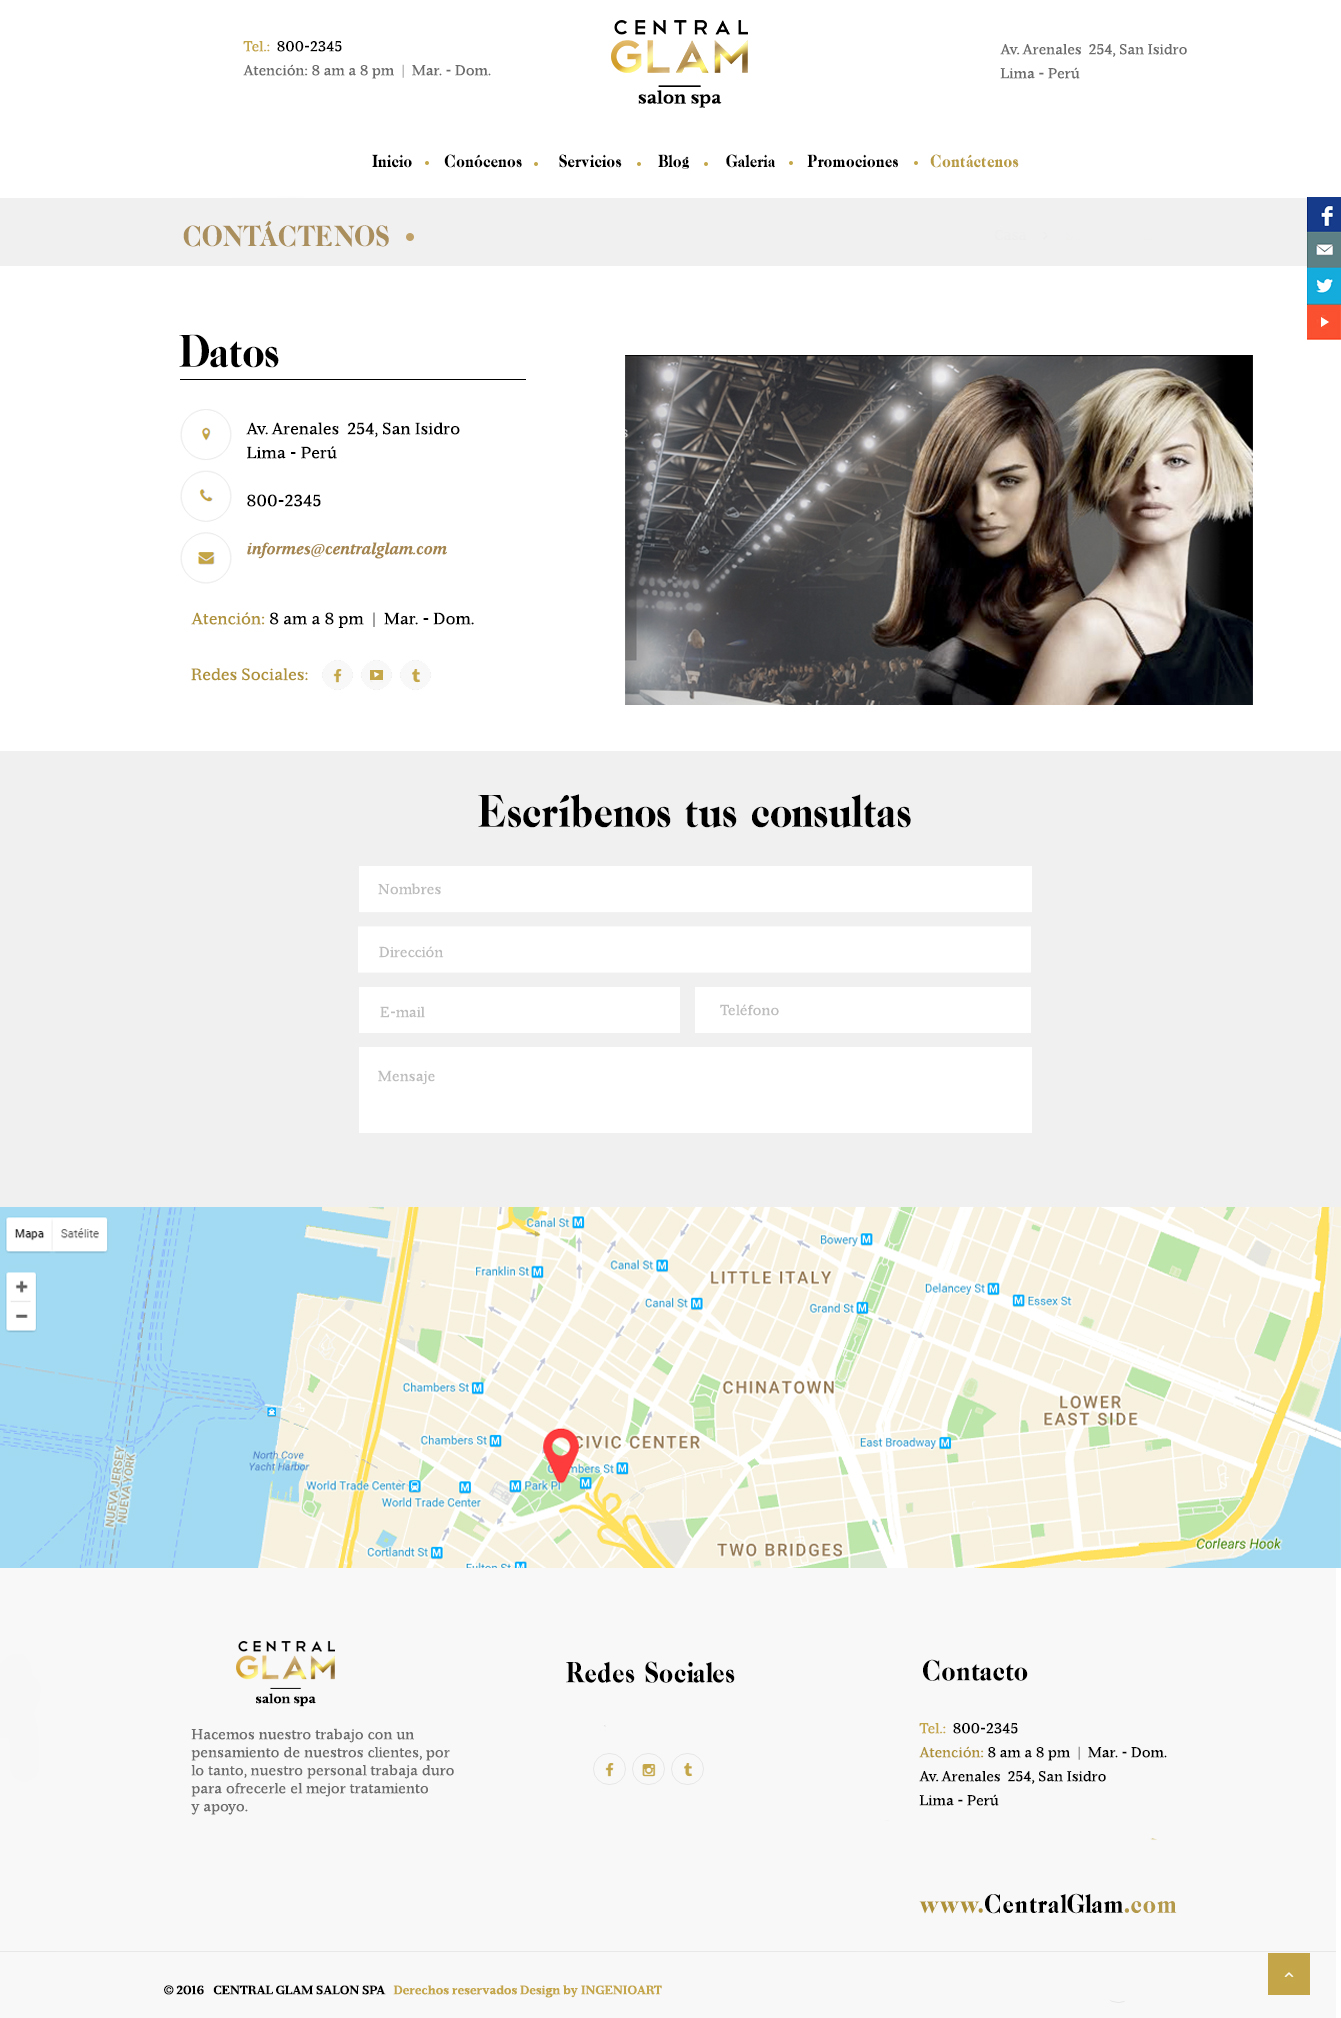 Tel.: 800-2345
Atención: 8 am a 8 pm | Mar. - Dom.
CENTRAL
GLAM
salon spa
Av. Arenales 254, San Isidro
Lima - Perú
Inicio • Conócenos • Servicios • Blog • Galeria • Promociones • Contáctenos
CONTÁCTENOS •
Datos
Av. Arenales 254, San Isidro
Lima - Perú
800-2345
informes@centralglam.com
Atención: 8 am a 8 pm | Mar. - Dom.
Redes Sociales:
Escríbenos tus consultas
Nombres
Dirección
E-mail
Teléfono
Mensaje
Mapa
Satélite
Canal St M
Bowery M
Franklin St M
Canal St M
LITTLE ITALY
Delancey St M
Canal St M
Grand St M
M Essex St
Chambers St M
CHINATOWN
LOWER
EAST SIDE
Chambers St M
CIVIC CENTER
East Broadway M
North Cove
Yacht Harbor
Chambers St M
World Trade Center
M
M Park Pl
M
World Trade Center
NUEVA JERSEY
NUEVA YORK
Cortlandt St M
TWO BRIDGES
Corlears Hook
Fulton St M
CENTRAL
GLAM
salon spa
Hacemos nuestro trabajo con un
pensamiento de nuestros clientes, por
lo tanto, nuestro personal trabaja duro
para ofrecerle el mejor tratamiento
y apoyo.
Redes Sociales
Contacto
Tel.: 800-2345
Atención: 8 am a 8 pm | Mar. - Dom.
Av. Arenales 254, San Isidro
Lima - Perú
www.CentralGlam.com
© 2016 CENTRAL GLAM SALON SPA Derechos reservados Design by INGENIOART